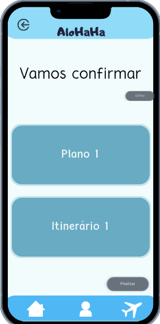 AloHaHa
Vamos confirmar
Plano 1
Itinerário 1